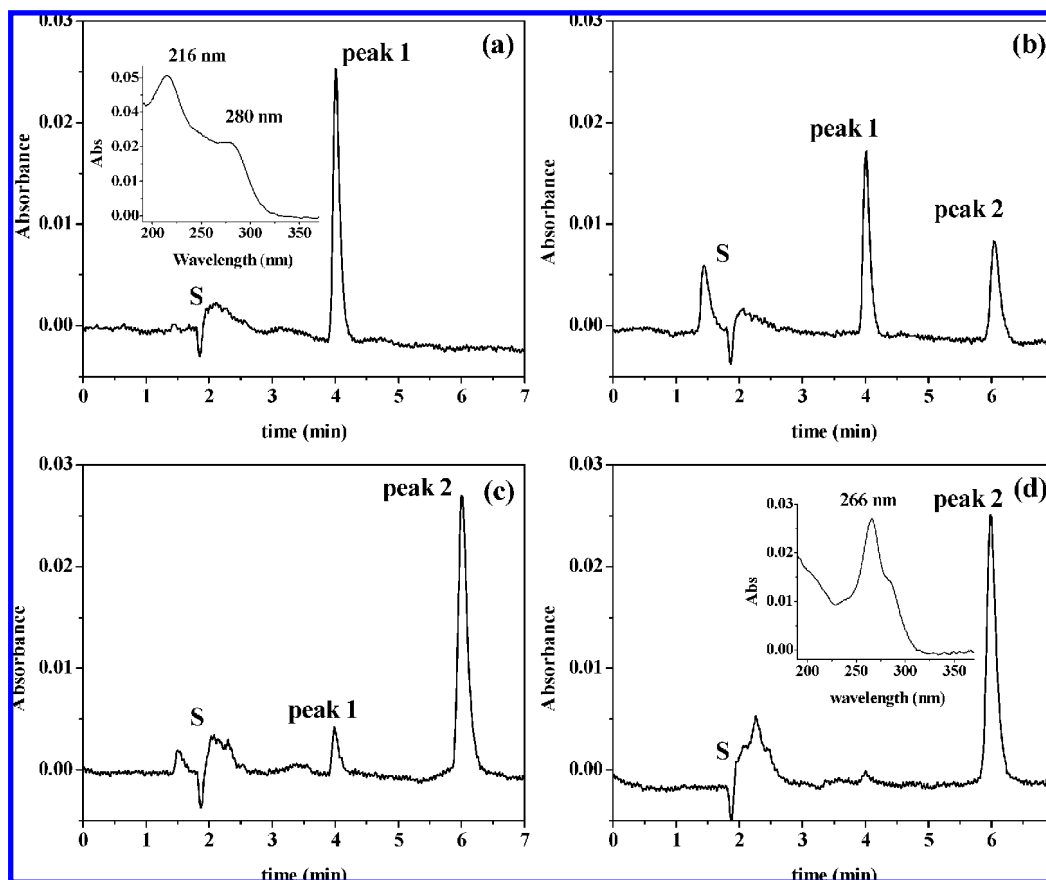 (a)
peak 1
216 nm
280 nm
S
0.03
0.02
0.01
0.00
Absorbance
0 1 2 3 4 5 6 7
time (min)
0.05
0.03
0.02
0.00
Abs
200 250 300 350
Wavelength (nm)
(b)
peak 1
peak 2
S
0.03
0.02
0.01
0.00
Absorbance
0 1 2 3 4 5 6
time (min)
(c)
peak 2
peak 1
S
0.03
0.02
0.01
0.00
Absorbance
0 1 2 3 4 5 6 7
time (min)
(d)
peak 2
266 nm
S
0.03
0.02
0.01
0.00
Absorbance
0 1 2 3 4 5 6
time (min)
0.03
0.02
0.01
0.00
Abs
200 250 300 350
wavelength (nm)